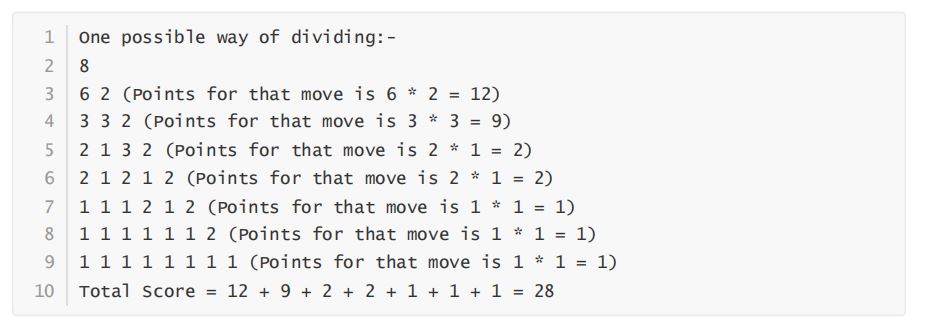 1 One possible way of dividing:-
2 8
3 6 2 (Points for that move is 6 * 2 = 12)
4 3 3 2 (Points for that move is 3 * 3 = 9)
5 2 1 3 2 (Points for that move is 2 * 1 = 2)
6 2 1 2 1 2 (Points for that move is 2 * 1 = 2)
7 1 1 1 2 1 2 (Points for that move is 1 * 1 = 1)
8 1 1 1 1 1 1 2 (Points for that move is 1 * 1 = 1)
9 1 1 1 1 1 1 1 1 (Points for that move is 1 * 1 = 1)
10 Total Score = 12 + 9 + 2 + 2 + 1 + 1 + 1 = 28